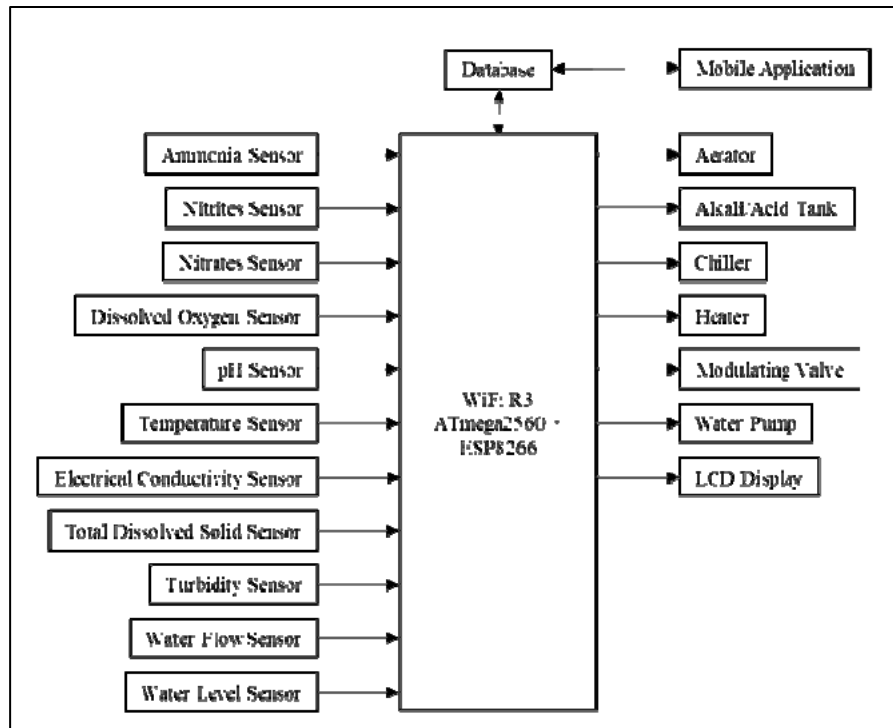 Database
Mobile Application
Ammonia Sensor
Nitrites Sensor
Nitrates Sensor
Dissolved Oxygen Sensor
pH Sensor
Temperature Sensor
Electrical Conductivity Sensor
Total Dissolved Solid Sensor
Turbidity Sensor
Water Flow Sensor
Water Level Sensor
WiFi R3
ATmega2560 +
ESP8266
Aerator
Alkali/Acid Tank
Chiller
Heater
Modulating Valve
Water Pump
LCD Display